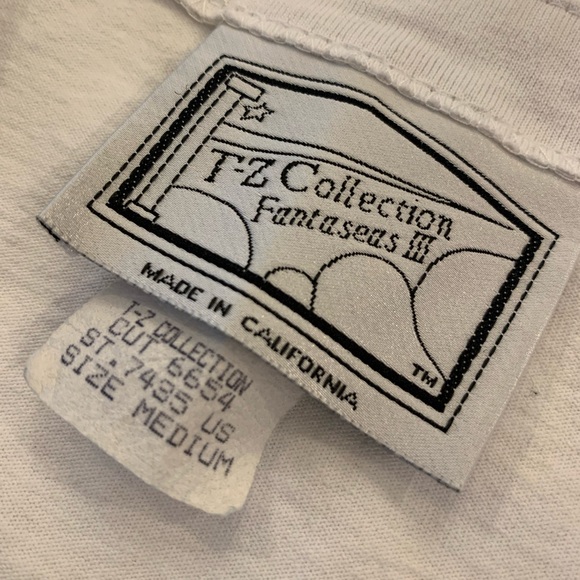 T-Z Collection
Fantaseas III
TM
MADE IN CALIFORNIA
T-Z COLLECTION
CUT 6654
ST. 7435 US
SIZE MEDIUM